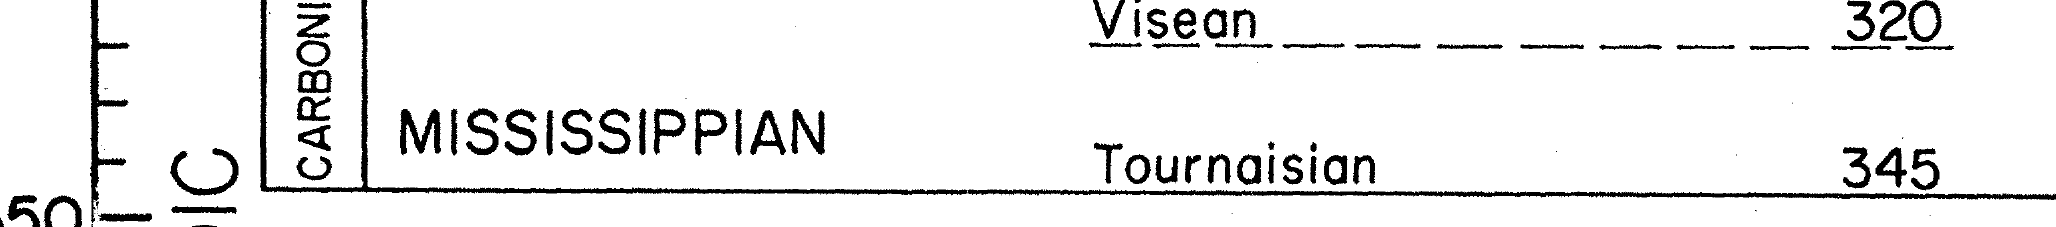 Visean 320
CARBONI
MISSISSIPPIAN
Tournaisian 345
IC
50